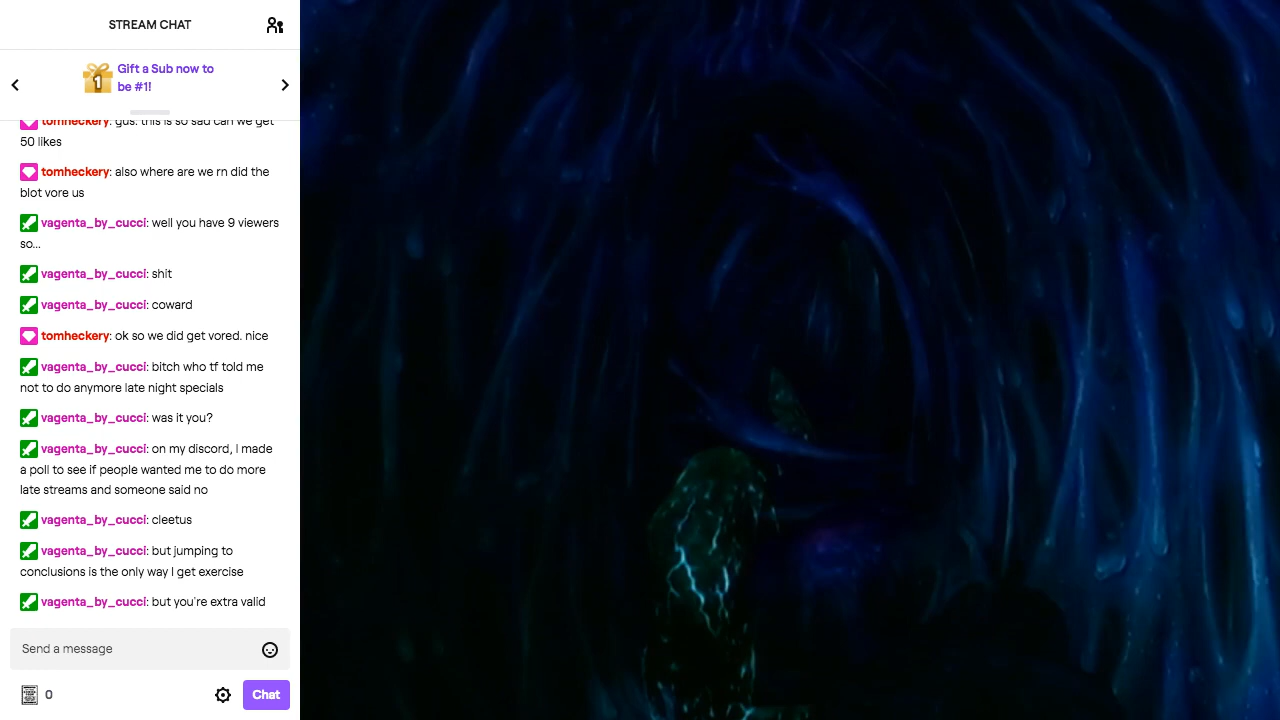 STREAM CHAT
1
Gift a Sub now to
be #1!
tomheckery: gus: this is so sad can we get
50 likes
tomheckery: also where are we rn did the
blot vore us
vagenta_by_cucci: well you have 9 viewers
so...
vagenta_by_cucci: shit
vagenta_by_cucci: coward
tomheckery: ok so we did get vored. nice
vagenta_by_cucci: bitch who tf told me
not to do anymore late night specials
vagenta_by_cucci: was it you?
vagenta_by_cucci: on my discord, I made
a poll to see if people wanted me to do more
late streams and someone said no
vagenta_by_cucci: cleetus
vagenta_by_cucci: but jumping to
conclusions is the only way I get exercise
vagenta_by_cucci: but you're extra valid
Send a message
0
Chat